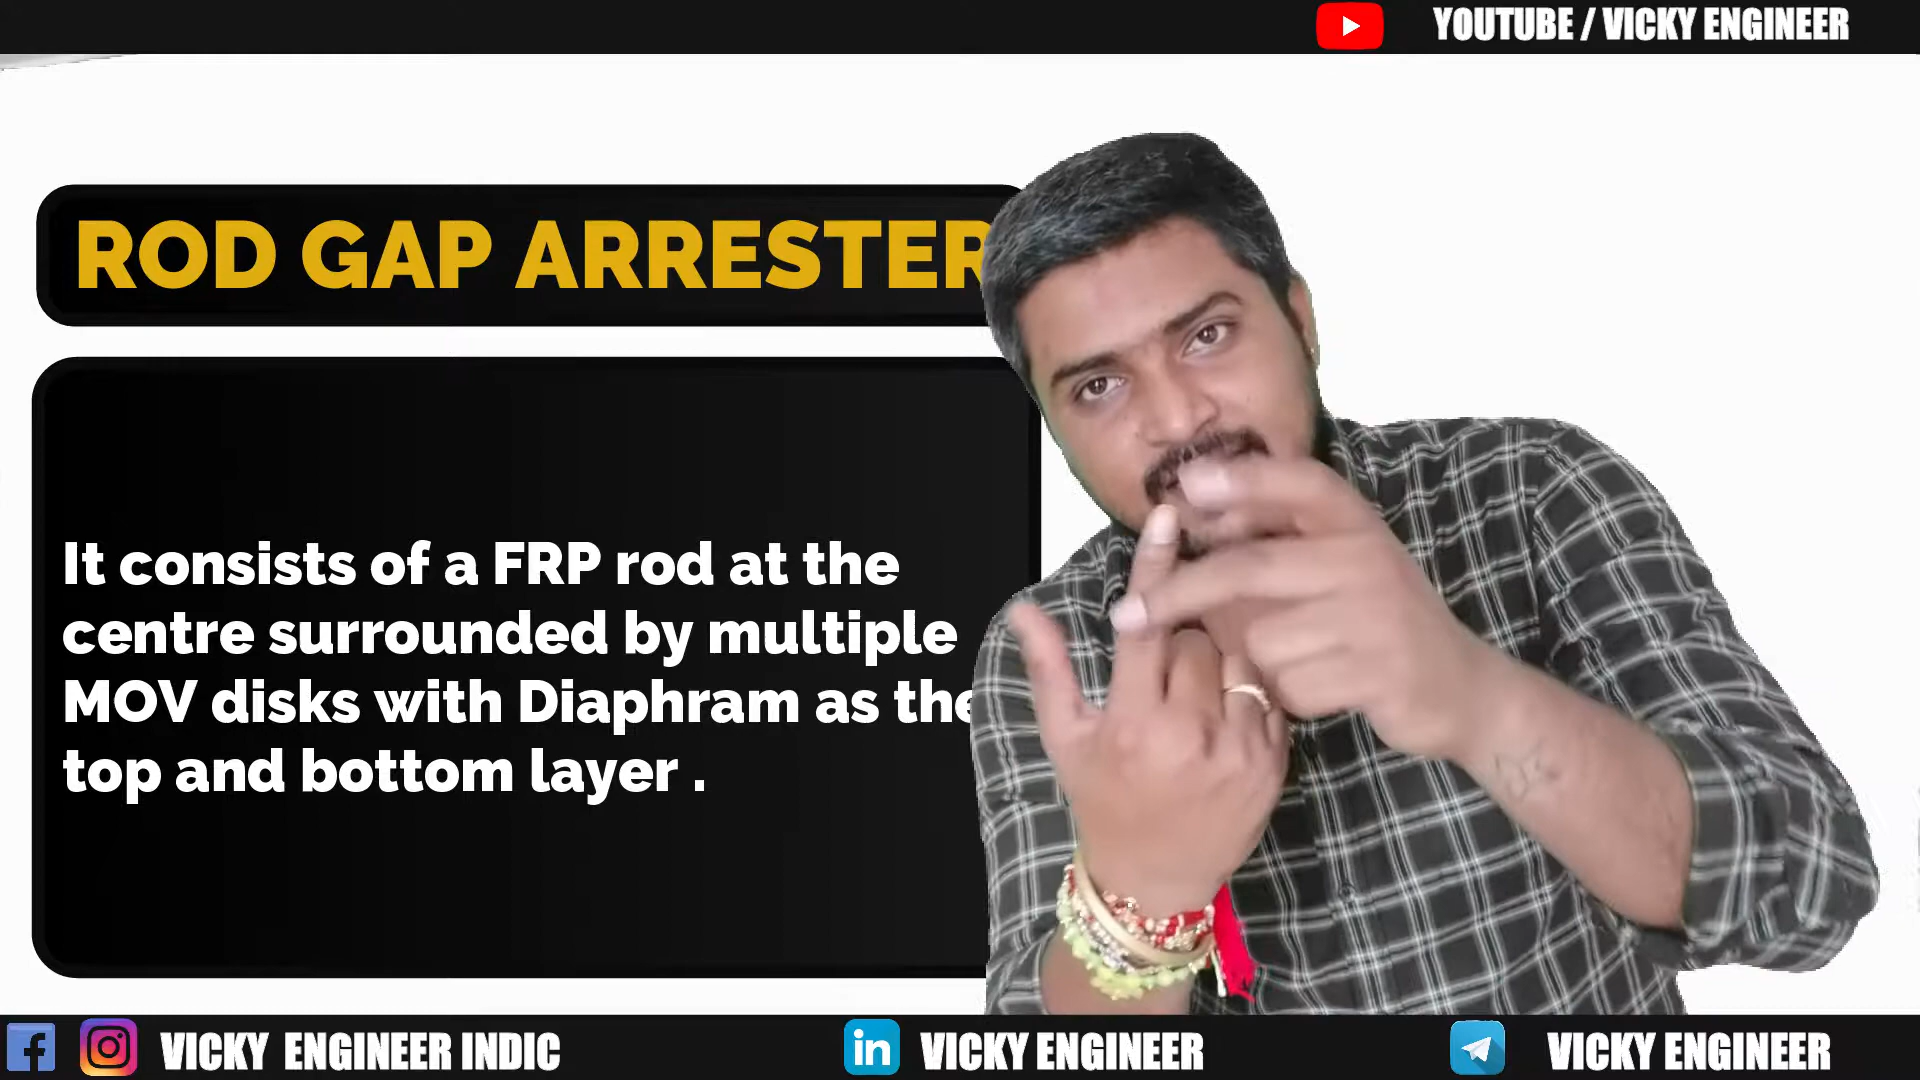 YOUTUBE / VICKY ENGINEER
ROD GAP ARRESTER
It consists of a FRP rod at the
centre surrounded by multiple
MOV disks with Diaphram as the
top and bottom layer .
VICKY ENGINEER INDIC
VICKY ENGINEER
VICKY ENGINEER